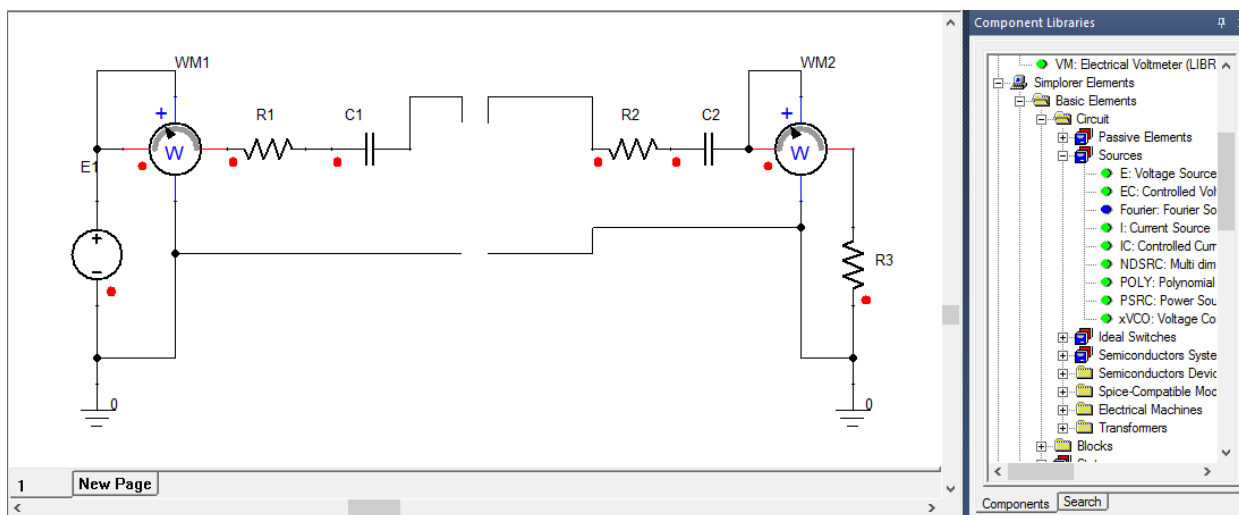 WM1
+
W
R1
C1
R2
C2
WM2
+
W
E1
+
−
R3
0
0
1
New Page
Component Libraries
VM: Electrical Voltmeter (LIBR
Simplorer Elements
Basic Elements
Circuit
Passive Elements
Sources
E: Voltage Source
EC: Controlled Vol
Fourier: Fourier So
I: Current Source
IC: Controlled Curr
NDSRC: Multi dim
POLY: Polynomial
PSRC: Power Sou
xVCO: Voltage Co
Ideal Switches
Semiconductors Syste
Semiconductors Devic
Spice-Compatible Mod
Electrical Machines
Transformers
Blocks
Components
Search